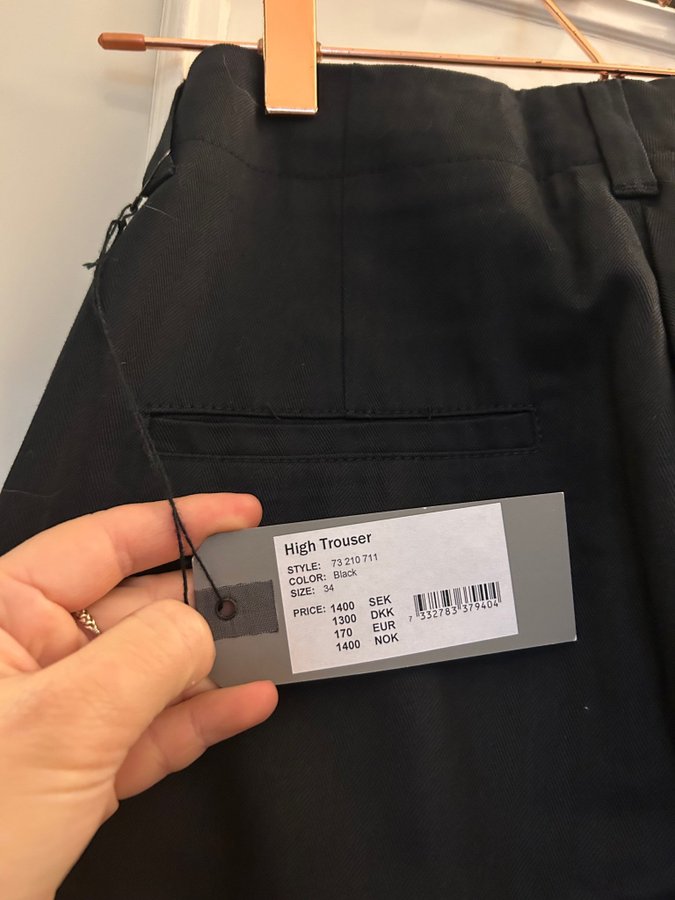 High Trouser
STYLE: 73 210 711
COLOR: Black
SIZE: 34
PRICE: 1400 SEK
1300 DKK
170 EUR
1400 NOK
7 332783 379404